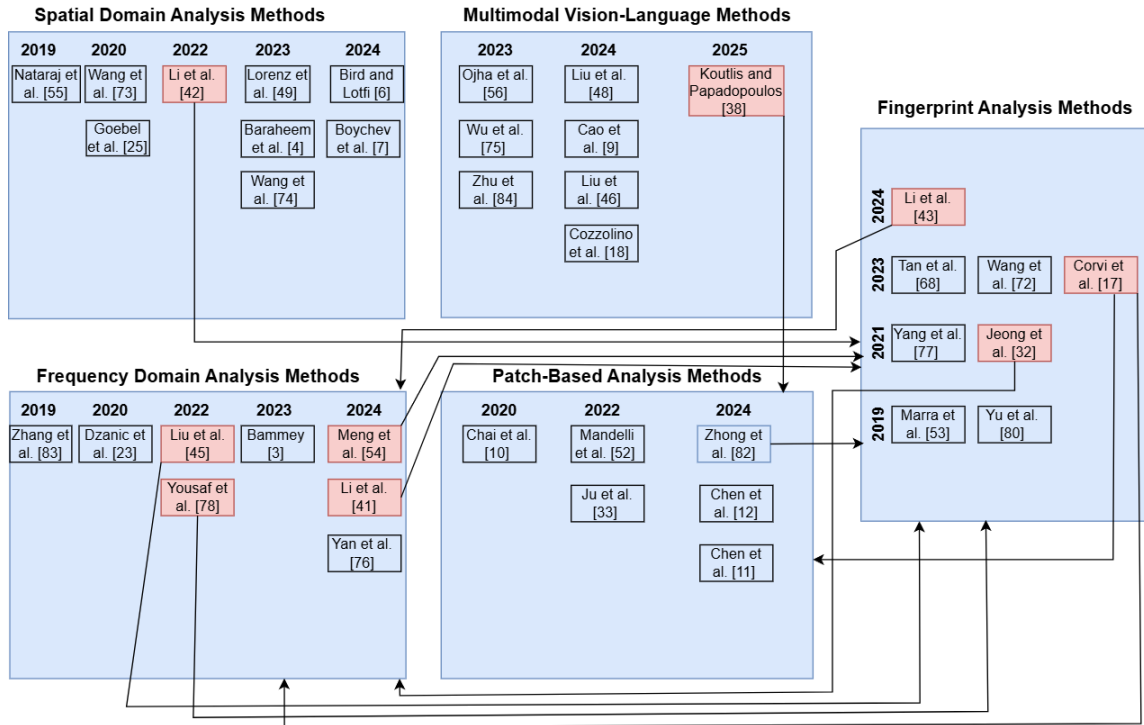 Spatial Domain Analysis Methods
2019
2020
2022
2023
2024
Nataraj et
al. [55]
Wang et
al. [73]
Li et al.
[42]
Lorenz et
al. [49]
Bird and
Lotfi [6]
Goebel
et al. [25]
Baraheem
et al. [4]
Boychev
et al. [7]
Wang et
al. [74]
Multimodal Vision-Language Methods
2023
2024
2025
Ojha et al.
[56]
Liu et al.
[48]
Koutlis and
Papadopoulos
[38]
Wu et al.
[75]
Cao et
al. [9]
Zhu et
al. [84]
Liu et
al. [46]
Cozzolino
et al. [18]
Fingerprint Analysis Methods
2024
Li et al.
[43]
2023
Tan et al.
[68]
Wang et
al. [72]
Corvi et
al. [17]
2021
Yang et al.
[77]
Jeong et
al. [32]
2019
Marra et
al. [53]
Yu et al.
[80]
Frequency Domain Analysis Methods
2019
2020
2022
2023
2024
Zhang et
al. [83]
Dzanic et
al. [23]
Liu et al.
[45]
Bammey
[3]
Meng et
al. [54]
Yousaf et
al. [78]
Li et al.
[41]
Yan et al.
[76]
Patch-Based Analysis Methods
2020
2022
2024
Chai et al.
[10]
Mandelli
et al. [52]
Zhong et
al. [82]
Ju et al.
[33]
Chen et
al. [12]
Chen et
al. [11]